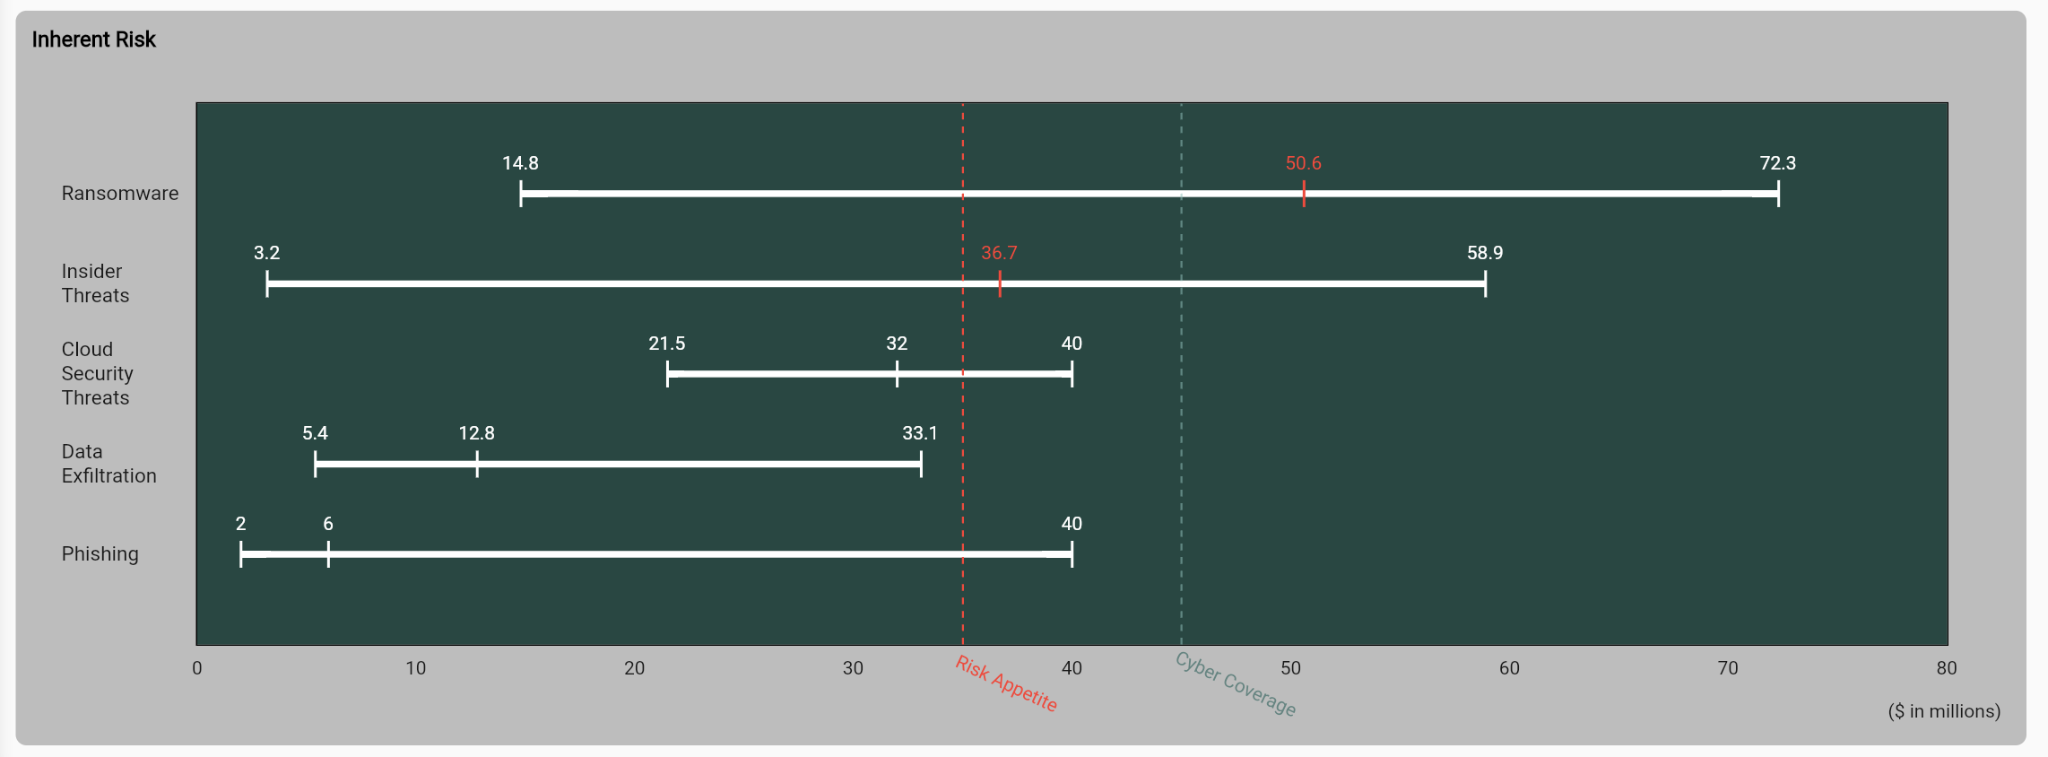 Inherent Risk
14.8
50.6
72.3
Ransomware
3.2
36.7
58.9
Insider
Threats
21.5
32
40
Cloud
Security
Threats
5.4
12.8
33.1
Data
Exfiltration
2
6
40
Phishing
0
10
20
30
40
50
60
70
80
Risk Appetite
Cyber Coverage
($ in millions)